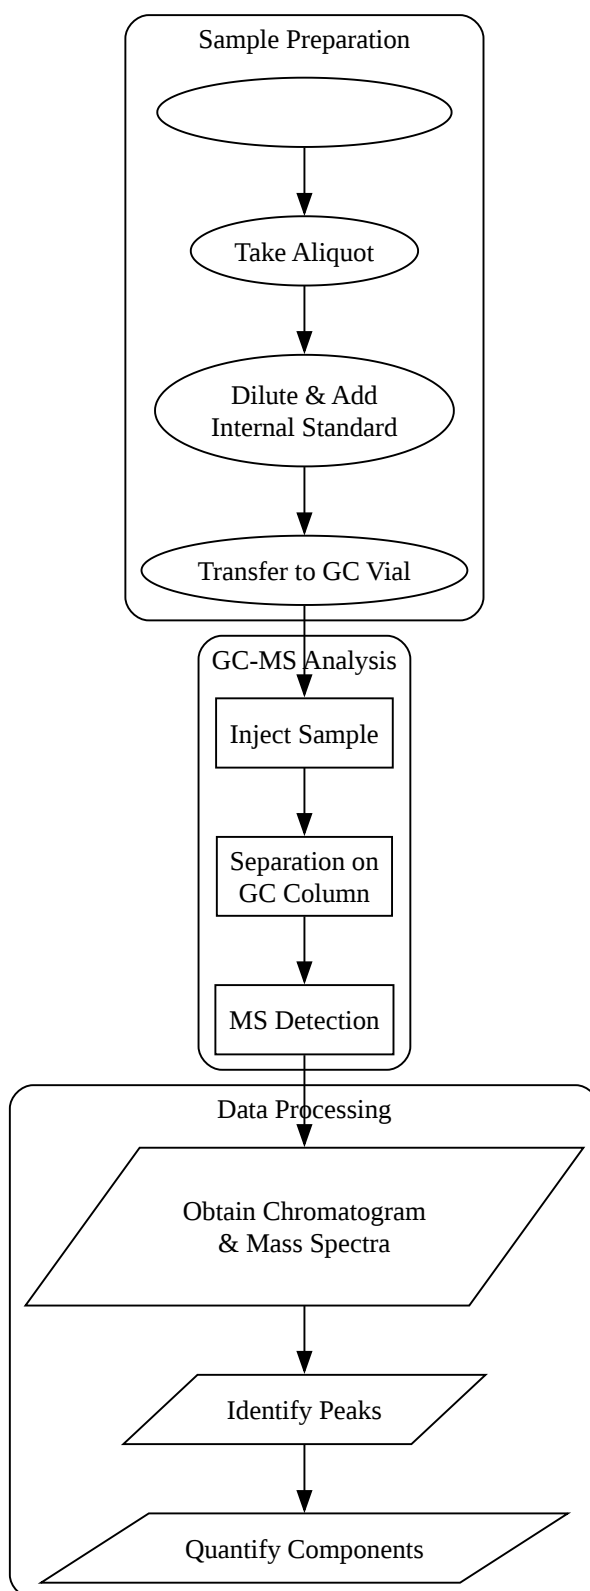 Sample Preparation
Take Aliquot
Dilute & Add
Internal Standard
Transfer to GC Vial
GC-MS Analysis
Inject Sample
Separation on
GC Column
MS Detection
Data Processing
Obtain Chromatogram
& Mass Spectra
Identify Peaks
Quantify Components